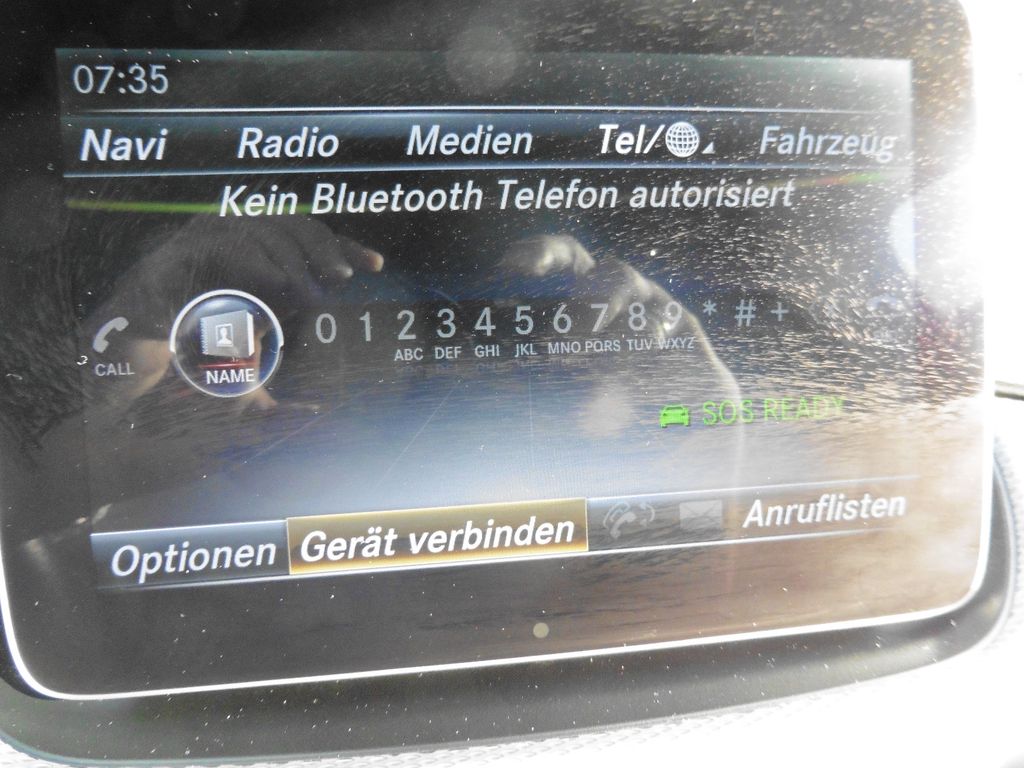 07:35
Navi Radio Medien Tel/ Fahrzeug
Kein Bluetooth Telefon autorisiert
CALL NAME 0 1 2 3 4 5 6 7 8 9 * # +
ABC DEF GHI JKL MNO PQRS TUV WXYZ
SOS READY
Optionen Gerät verbinden Anruflisten